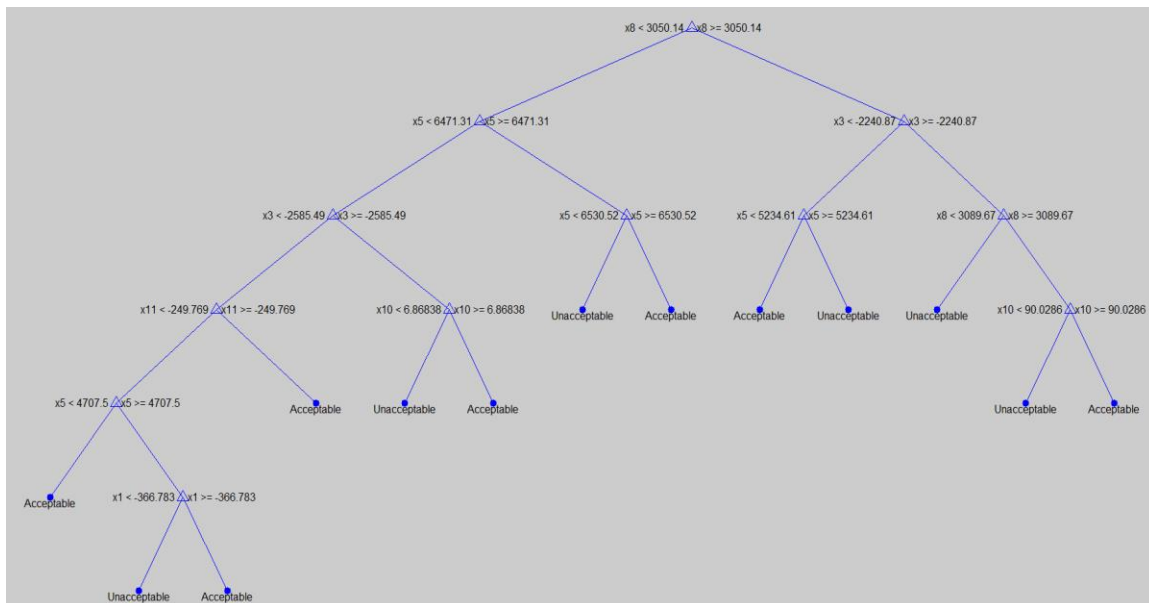 x8 < 3050.14 x8 >= 3050.14
x5 < 6471.31 x5 >= 6471.31
x3 < -2240.87 x3 >= -2240.87
x3 < -2585.49 x3 >= -2585.49
x5 < 6530.52 x5 >= 6530.52
x5 < 5234.61 x5 >= 5234.61
x8 < 3089.67 x8 >= 3089.67
x11 < -249.769 x11 >= -249.769
x10 < 6.86838 x10 >= 6.86838
Unacceptable
Acceptable
Acceptable
Unacceptable
Unacceptable
x10 < 90.0286 x10 >= 90.0286
x5 < 4707.5 x5 >= 4707.5
Acceptable
Unacceptable
Acceptable
Unacceptable
Acceptable
Acceptable
x1 < -366.783 x1 >= -366.783
Unacceptable
Acceptable